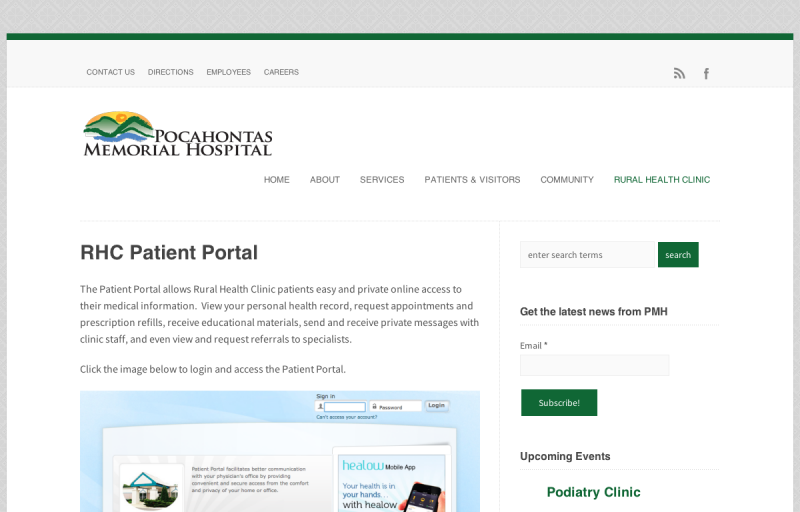 CONTACT US DIRECTIONS EMPLOYEES CAREERS
POCAHONTAS
MEMORIAL HOSPITAL
HOME ABOUT SERVICES PATIENTS & VISITORS COMMUNITY RURAL HEALTH CLINIC
RHC Patient Portal
The Patient Portal allows Rural Health Clinic patients easy and private online access to
their medical information. View your personal health record, request appointments and
prescription refills, receive educational materials, send and receive private messages with
clinic staff, and even view and request referrals to specialists.
Click the image below to login and access the Patient Portal.
Sign in
Password Login
Can't access your account?
Patient Portal facilitates better communication
with your physician's office by providing
convenient and secure access from the comfort
and privacy of your home or office.
healow Mobile App
Your health is in
your hands...
with healow
enter search terms search
Get the latest news from PMH
Email *
Subscribe!
Upcoming Events
Podiatry Clinic